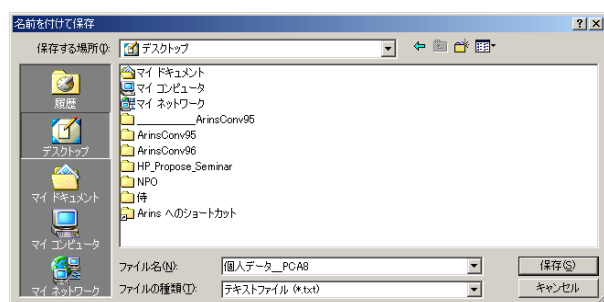 名前を付けて保存
保存する場所(I):
デスクトップ
履歴
デスクトップ
マイ ドキュメント
マイ コンピュータ
マイ ネットワーク
マイ ドキュメント
マイ コンピュータ
マイ ネットワーク
__________ArinsConv95
ArinsConv95
ArinsConv96
HP_Propose_Seminar
NPO
侍
Arins へのショートカット
ファイル名(N):
個人データ__PCA8
保存(S)
ファイルの種類(T):
テキストファイル (*.txt)
キャンセル